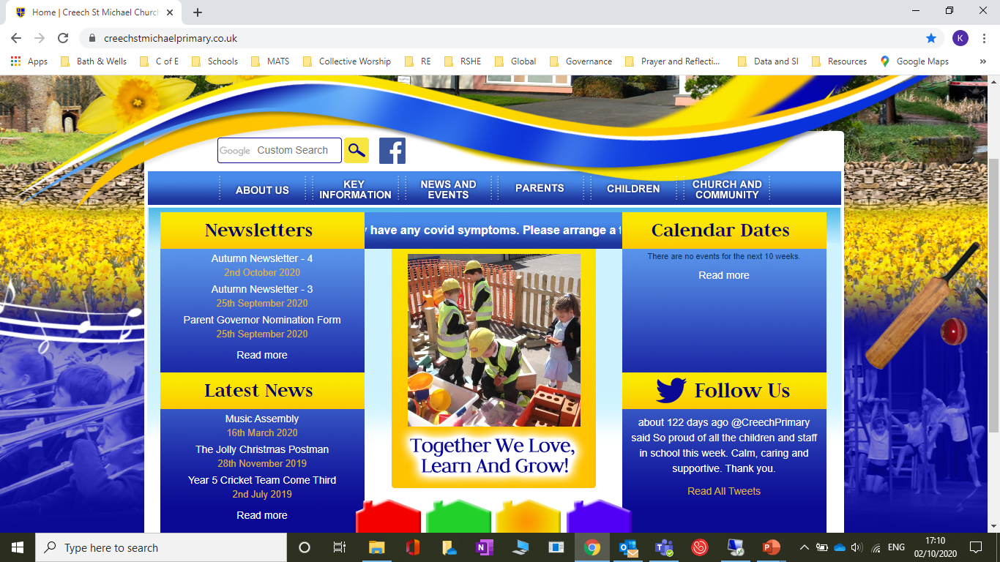 Home | Creech St Michael Church
creechstmichaelprimary.co.uk
K
Apps
Bath & Wells
C of E
Schools
MATS
Collective Worship
RE
RSHE
Global
Governance
Prayer and Reflecti...
Data and SI
Resources
Google Maps
»
Google Custom Search
ABOUT US
KEY
INFORMATION
NEWS AND
EVENTS
PARENTS
CHILDREN
CHURCH AND
COMMUNITY
Newsletters
Autumn Newsletter - 4
2nd October 2020
Autumn Newsletter - 3
25th September 2020
Parent Governor Nomination Form
25th September 2020
Read more
Latest News
Music Assembly
16th March 2020
The Jolly Christmas Postman
28th November 2019
Year 5 Cricket Team Come Third
2nd July 2019
Read more
have any covid symptoms. Please arrange a
Together We Love,
Learn And Grow!
Calendar Dates
There are no events for the next 10 weeks.
Read more
Follow Us
about 122 days ago @CreechPrimary
said So proud of all the children and staff
in school this week. Calm, caring and
supportive. Thank you.
Read All Tweets
Type here to search
ENG
17:10
02/10/2020